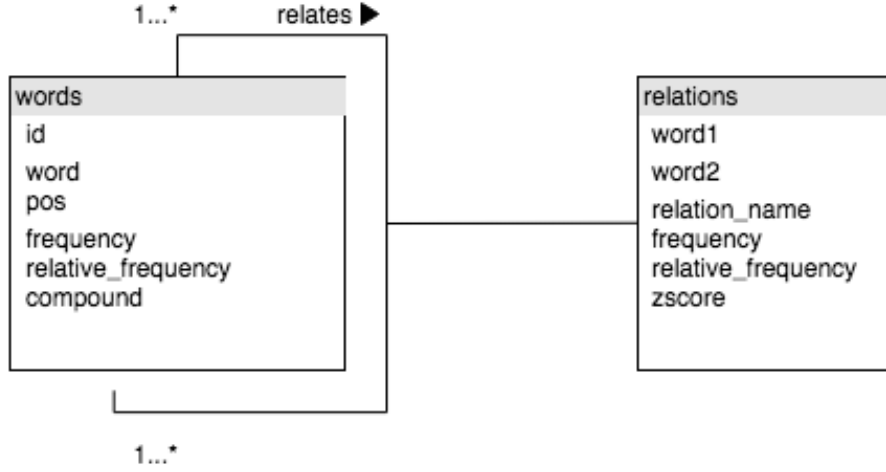 1...* relates ▶
words
id
word
pos
frequency
relative_frequency
compound
relations
word1
word2
relation_name
frequency
relative_frequency
zscore
1...*